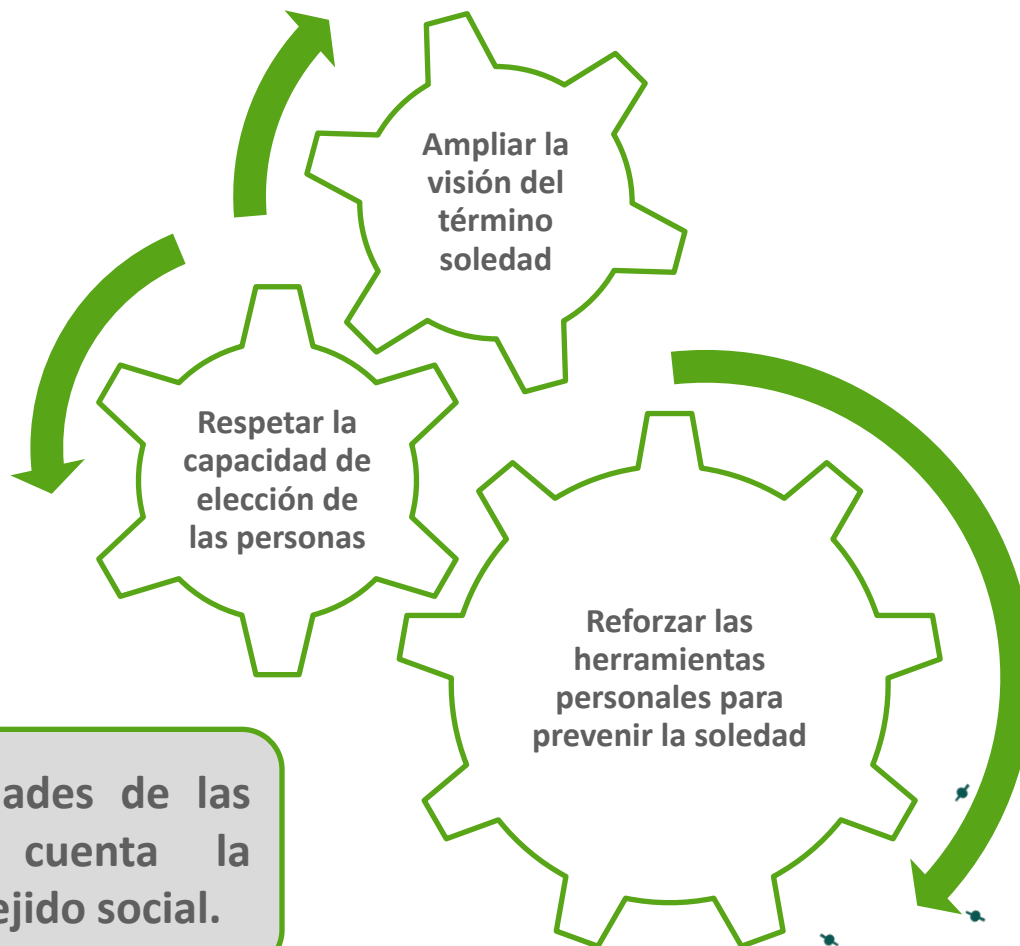 Ampliar la
visión del
término
soledad
Respetar la
capacidad de
elección de
las personas
Reforzar las
herramientas
personales para
prevenir la soledad
ades de las
cuenta la
ejido social.